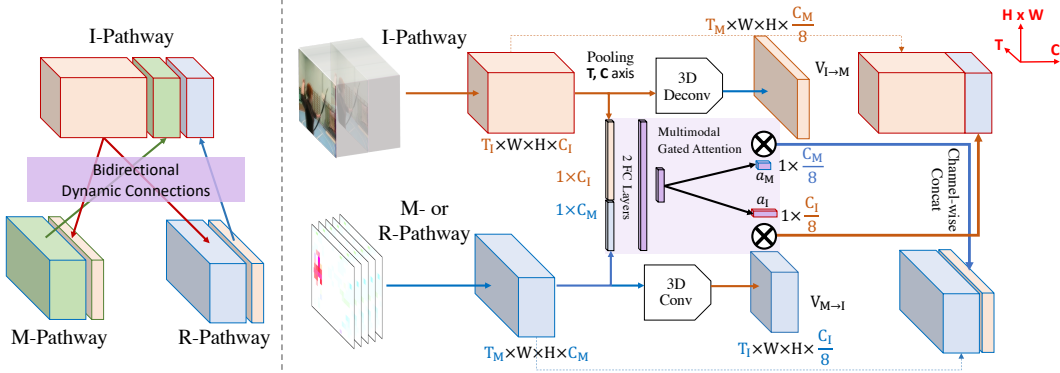 I-Pathway
Bidirectional
Dynamic Connections
M-Pathway
R-Pathway
I-Pathway
T_I×W×H×C_I
Pooling
T, C axis
3D
Deconv
T_M×W×H×C_M/8
V_I→M
H x W
T
C
1×C_I
1×C_M
2 FC Layers
Multimodal
Gated Attention
a_M
1×C_M/8
a_I
1×C_I/8
Channel-wise
Concat
M- or
R-Pathway
T_M×W×H×C_M
3D
Conv
V_M→I
T_I×W×H×C_I/8